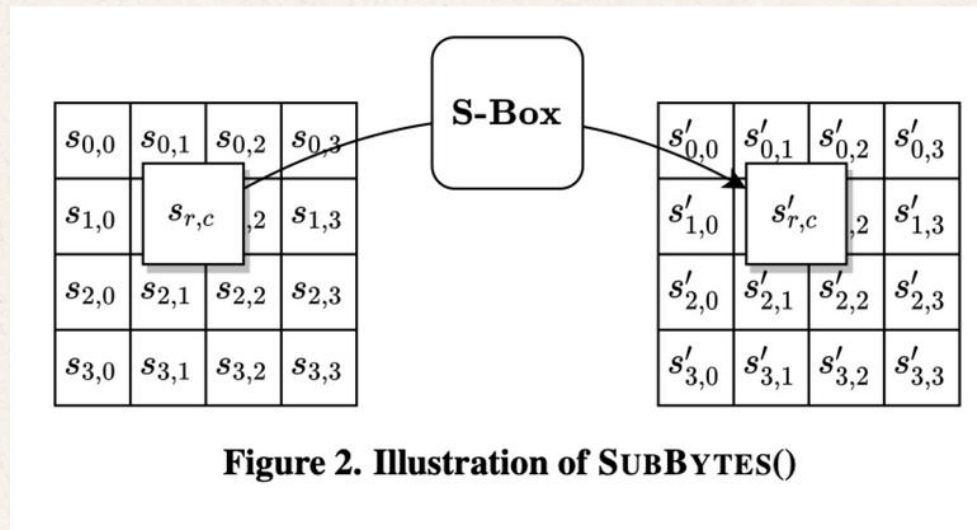 S-Box
s0,0 s0,1 s0,2 s0,3 s′0,0 s′0,1 s′0,2 s′0,3
s1,0 sr,c ,2 s1,3 s′1,0 s′r,c ,2 s′1,3
s2,0 s2,1 s2,2 s2,3 s′2,0 s′2,1 s′2,2 s′2,3
s3,0 s3,1 s3,2 s3,3 s′3,0 s′3,1 s′3,2 s′3,3
Figure 2. Illustration of SUBBYTES()